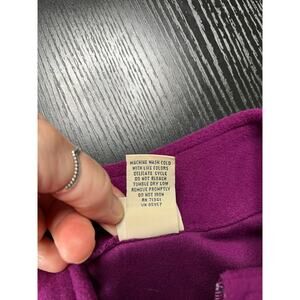 MACHINE WASH COLD
WITH LIKE COLORS
DELICATE CYCLE
DO NOT BLEACH
TUMBLE DRY LOW
REMOVE PROMPTLY
DO NOT IRON
RN 71341